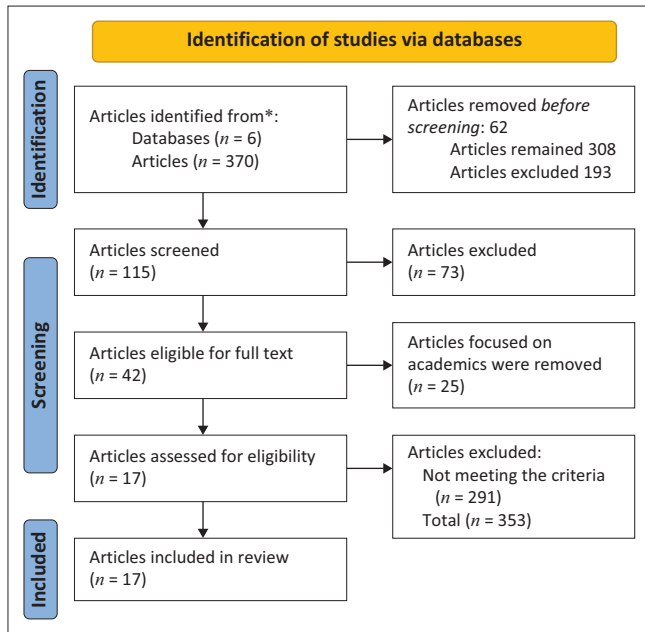 Identification of studies via databases
Identification
Articles identified from*:
Databases (n = 6)
Articles (n = 370)
Articles removed before
screening: 62
Articles remained 308
Articles excluded 193
Screening
Articles screened
(n = 115)
Articles excluded
(n = 73)
Articles eligible for full text
(n = 42)
Articles focused on
academics were removed
(n = 25)
Articles assessed for eligibility
(n = 17)
Articles excluded:
Not meeting the criteria
(n = 291)
Total (n = 353)
Included
Articles included in review
(n = 17)